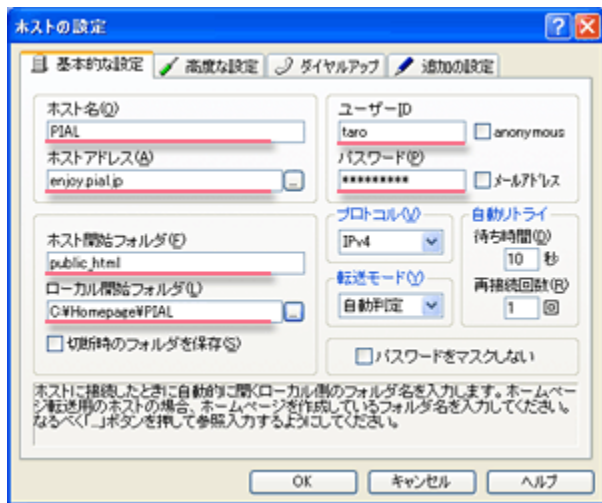 ホストの設定
基本的な設定 高度な設定 ダイヤルアップ 追加の設定
ホスト名(O)
PIAL
ホストアドレス(A)
enjoy.pial.jp
...
ホスト開始フォルダ(F)
public_html
ローカル開始フォルダ(L)
C:¥Homepage¥PIAL
...
切断時のフォルダを保存(S)
ユーザーID
taro
anonymous
パスワード(P)
*********
メールアドレス
プロトコル(V)
IPv4
転送モード(Y)
自動判定
自動リトライ
待ち時間(D)
10 秒
再接続回数(R)
1 回
パスワードをマスクしない
ホストに接続したときに自動的に開くローカル側のフォルダ名を入力します。ホームペー
ジ転送用のホストの場合、ホームページを作成しているフォルダ名を入力してください。
なるべく「...」ボタンを押して参照入力するようにしてください。
OK キャンセル ヘルプ